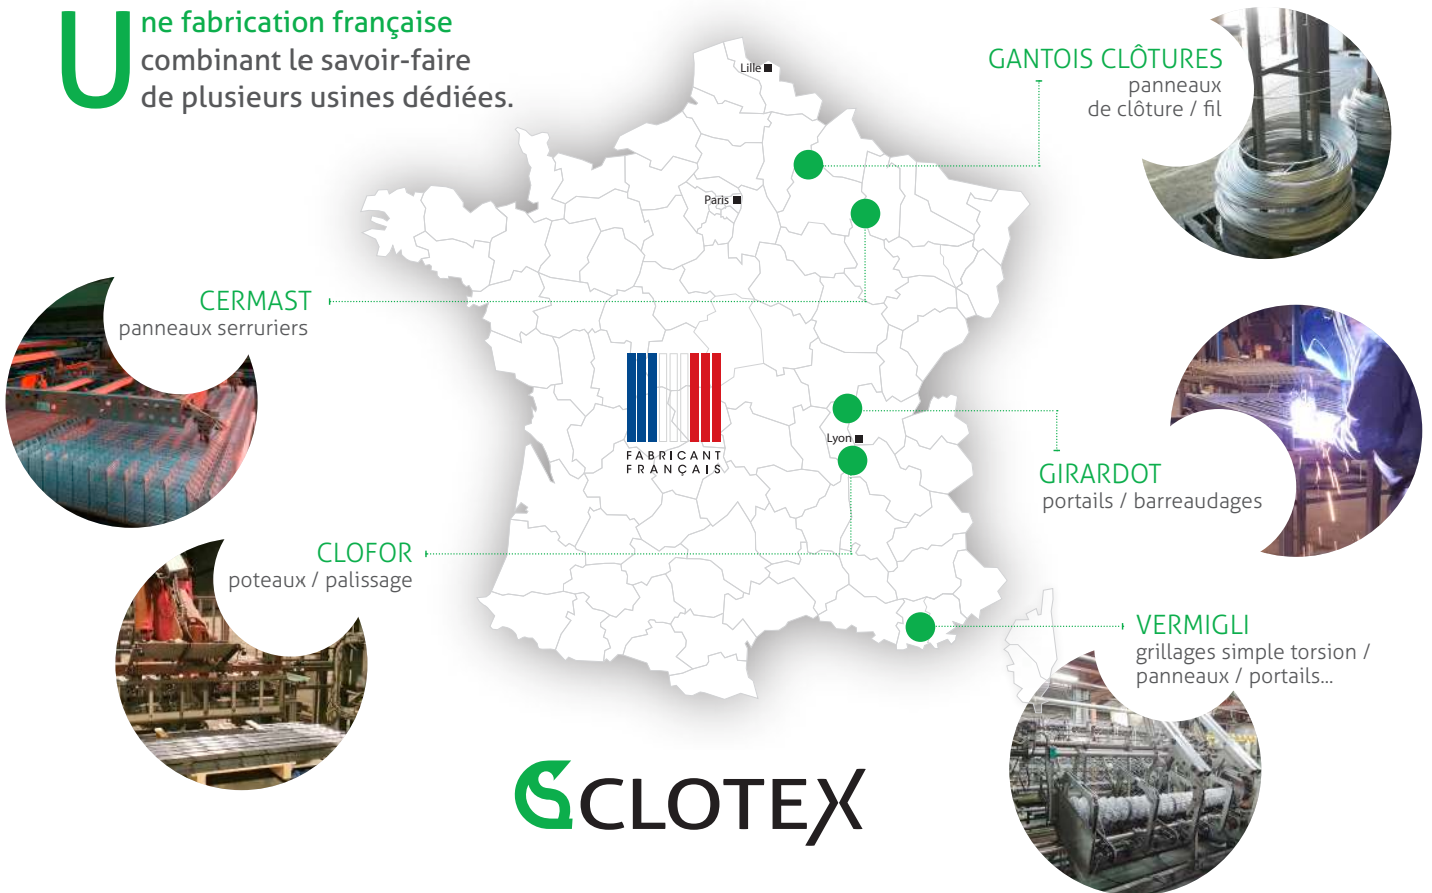 Une fabrication française
combinant le savoir-faire
de plusieurs usines dédiées.
Lille
Paris
Lyon
GANTOIS CLÔTURES
panneaux
de clôture / fil
CERMAST
panneaux serruriers
FABRICANT
FRANÇAIS
GIRARDOT
portails / barreaudages
CLOFOR
poteaux / palissage
VERMIGLI
grillages simple torsion /
panneaux / portails...
CLOTEX